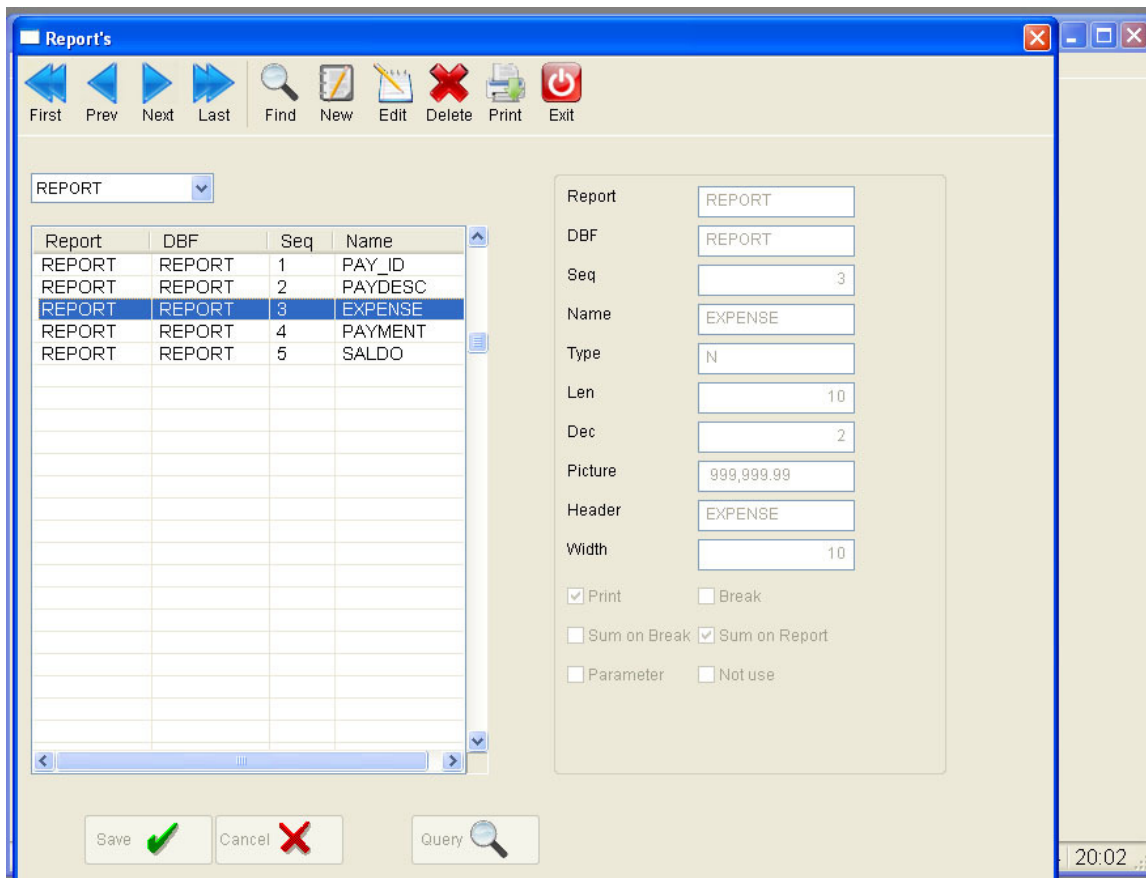 Report's
First Prev Next Last Find New Edit Delete Print Exit
REPORT
Report DBF Seq Name
REPORT REPORT 1 PAY_ID
REPORT REPORT 2 PAYDESC
REPORT REPORT 3 EXPENSE
REPORT REPORT 4 PAYMENT
REPORT REPORT 5 SALDO
Report REPORT
DBF REPORT
Seq 3
Name EXPENSE
Type N
Len 10
Dec 2
Picture 999,999.99
Header EXPENSE
Width 10
Print Break
Sum on Break Sum on Report
Parameter Not use
Save Cancel Query
20:02